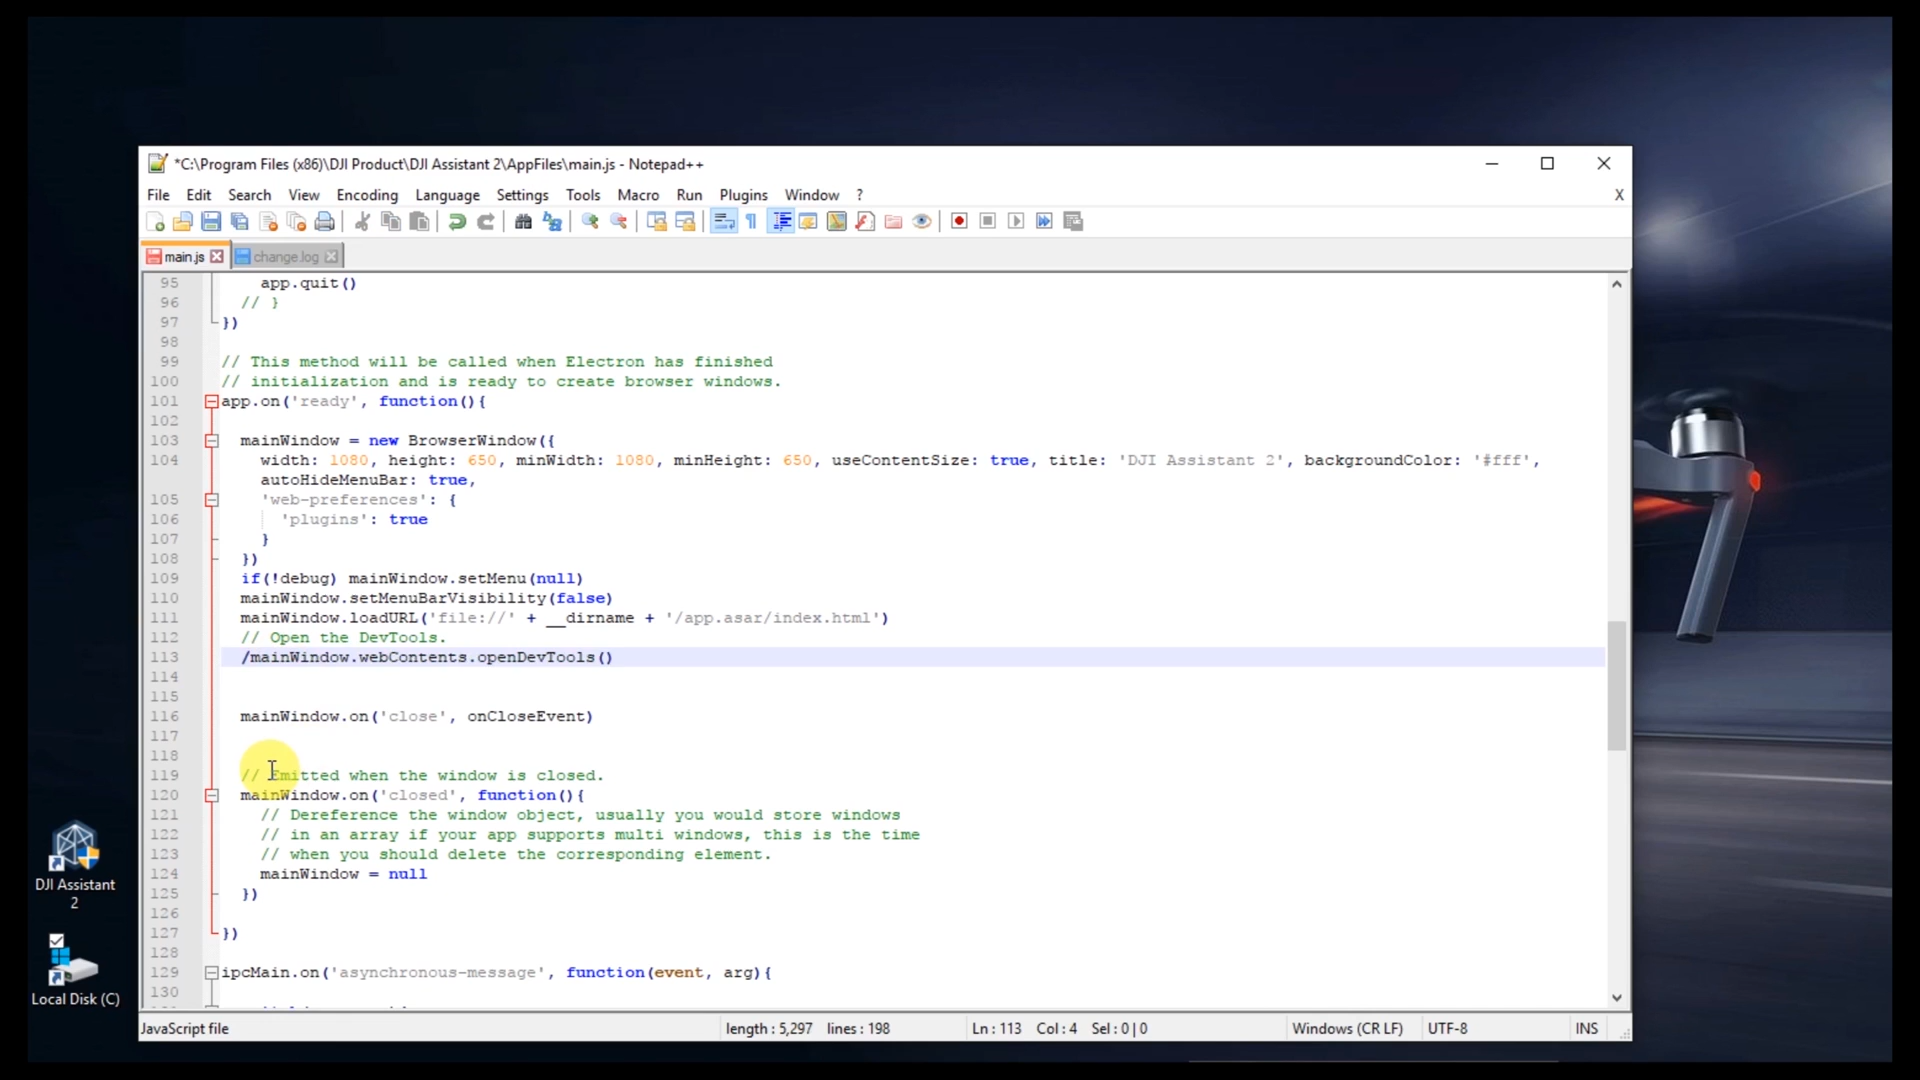 *C:\Program Files (x86)\DJI Product\DJI Assistant 2\AppFiles\main.js - Notepad++
File Edit Search View Encoding Language Settings Tools Macro Run Plugins Window ? X
main.js change.log
95 app.quit()
96 // }
97 })
98
99 // This method will be called when Electron has finished
100 // initialization and is ready to create browser windows.
101 app.on('ready', function(){
102
103 mainWindow = new BrowserWindow({
104 width: 1080, height: 650, minWidth: 1080, minHeight: 650, useContentSize: true, title: 'DJI Assistant 2', backgroundColor: '#fff',
autoHideMenuBar: true,
105 'web-preferences': {
106 'plugins': true
107 }
108 })
109 if(!debug) mainWindow.setMenu(null)
110 mainWindow.setMenuBarVisibility(false)
111 mainWindow.loadURL('file://' + __dirname + '/app.asar/index.html')
112 // Open the DevTools.
113 /mainWindow.webContents.openDevTools()
114
115
116 mainWindow.on('close', onCloseEvent)
117
118
119 // Emitted when the window is closed.
120 mainWindow.on('closed', function(){
121 // Dereference the window object, usually you would store windows
122 // in an array if your app supports multi windows, this is the time
123 // when you should delete the corresponding element.
124 mainWindow = null
125 })
126
127 })
128
129 ipcMain.on('asynchronous-message', function(event, arg){
130
JavaScript file length : 5,297 lines : 198 Ln : 113 Col : 4 Sel : 0 | 0 Windows (CR LF) UTF-8 INS
DJI Assistant
2
Local Disk (C)